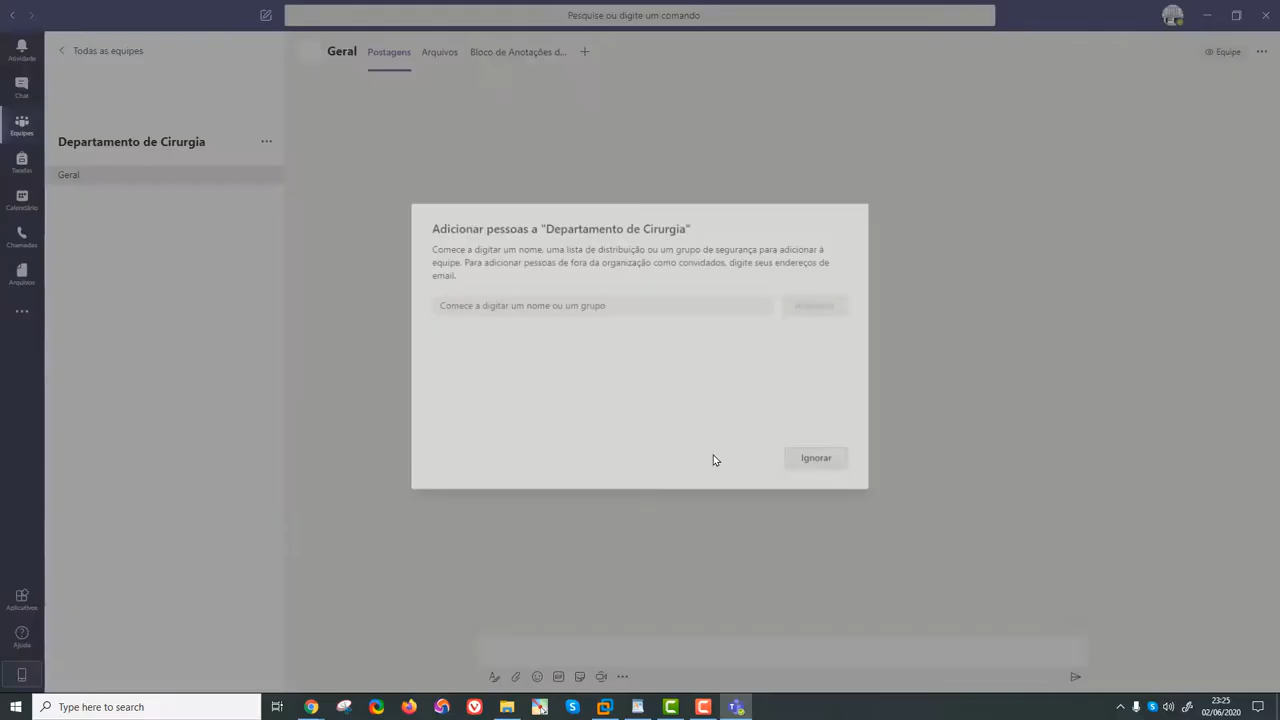 Pesquise ou digite um comando
Atividade
Chat
Equipes
Tarefas
Calendário
Chamadas
Arquivos
Aplicativos
Ajuda
Todas as equipes
Departamento de Cirurgia
Geral
Geral Postagens Arquivos Bloco de Anotações d...
Equipe
Adicionar pessoas a "Departamento de Cirurgia"
Comece a digitar um nome, uma lista de distribuição ou um grupo de segurança para adicionar à
equipe. Para adicionar pessoas de fora da organização como convidados, digite seus endereços de
email.
Comece a digitar um nome ou um grupo
Adicionar
Ignorar
GIF
Type here to search
23:25
02/06/2020